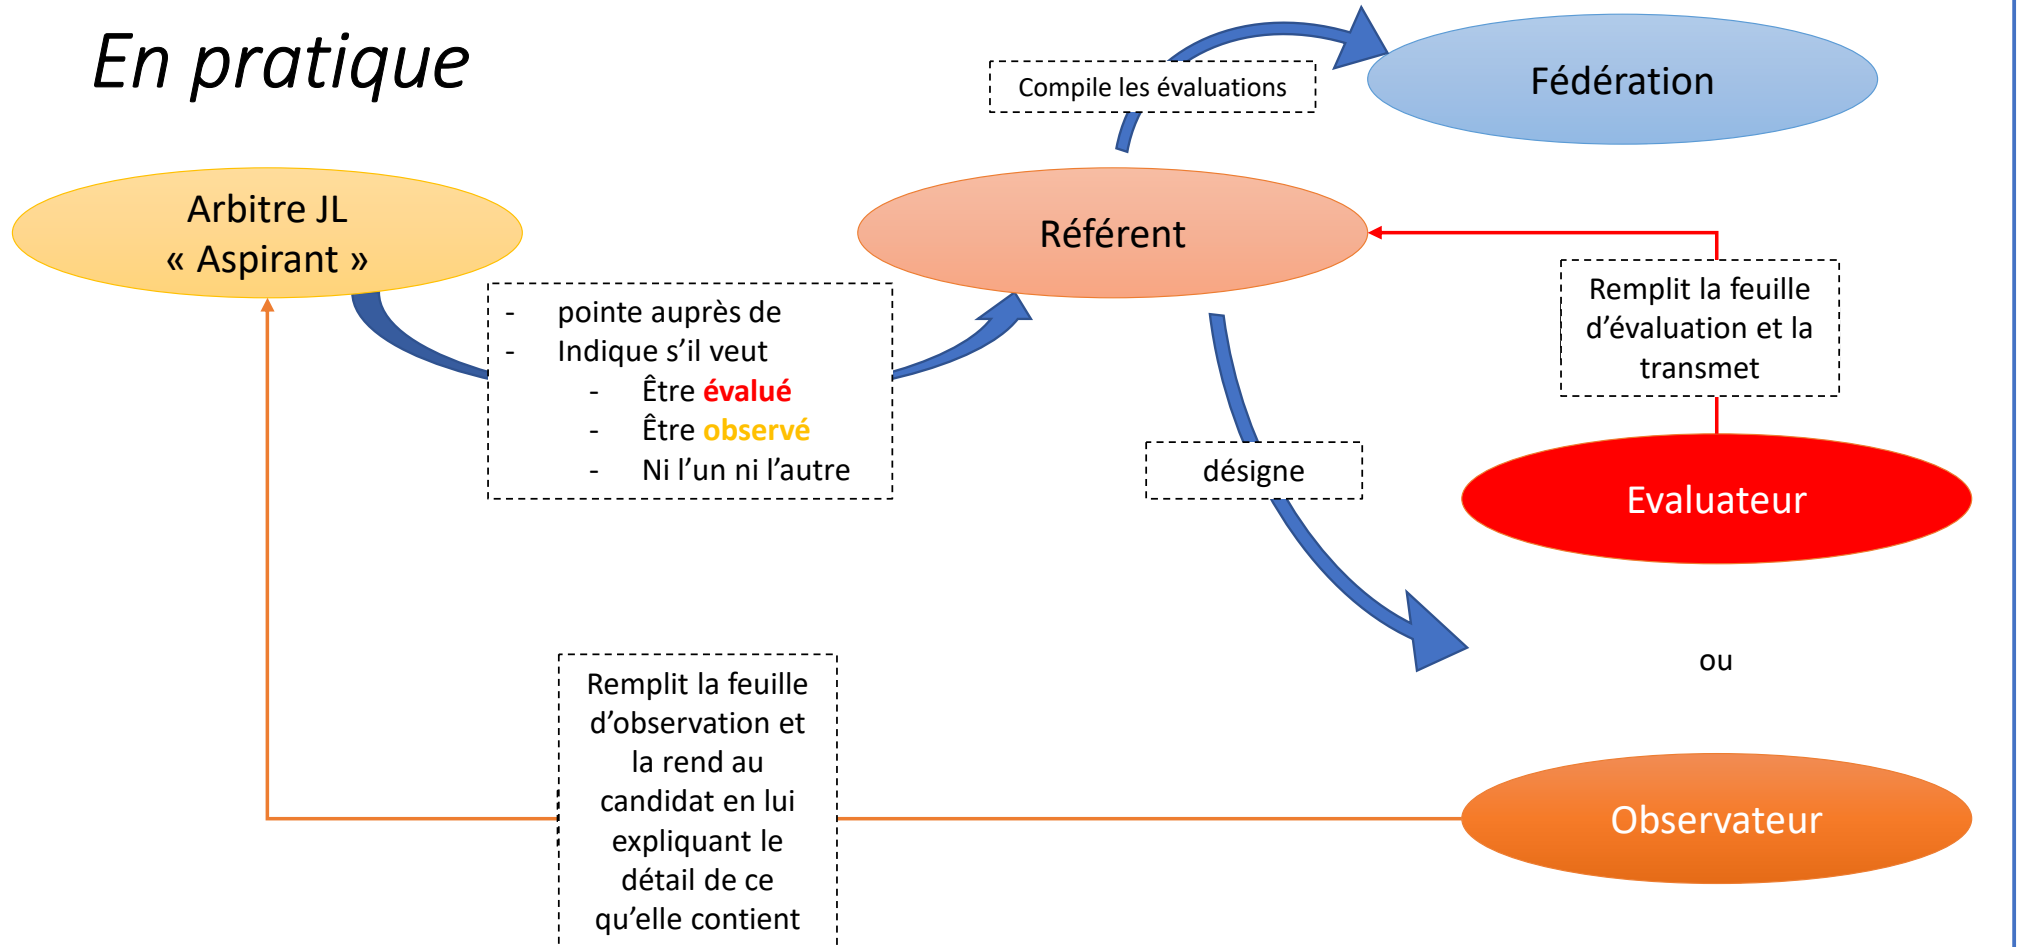 En pratique
Compile les évaluations
Fédération
Arbitre JL
« Aspirant »
Référent
- pointe auprès de
- Indique s’il veut
- Être évalué
- Être observé
- Ni l’un ni l’autre
Remplit la feuille
d’évaluation et la
transmet
désigne
Evaluateur
ou
Remplit la feuille
d’observation et
la rend au
candidat en lui
expliquant le
détail de ce
qu’elle contient
Observateur